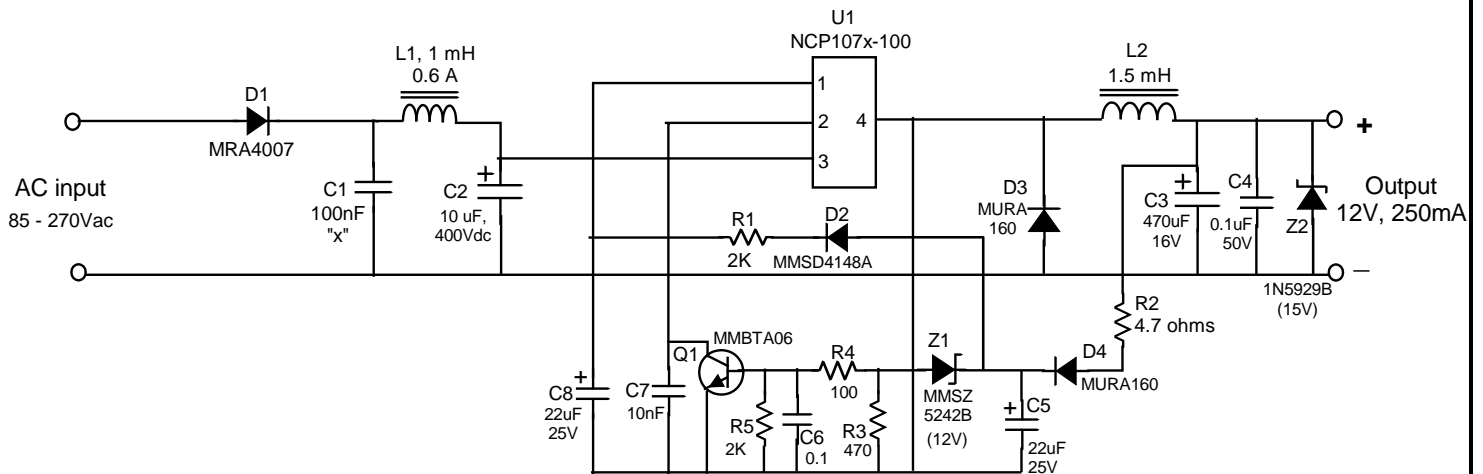 U1
NCP107x-100
L1, 1 mH
0.6 A
L2
1.5 mH
D1
MRA4007
1
2
3
4
+
AC input
85 - 270Vac
C1
100nF
"x"
+
C2
10 uF,
400Vdc
R1
2K
D2
MMSD4148A
D3
MURA
160
+
C3
470uF
16V
C4
0.1uF
50V
Z2
1N5929B
(15V)
Output
12V, 250mA
–
R2
4.7 ohms
Q1
MMBTA06
R4
100
Z1
MMSZ
5242B
(12V)
D4
MURA160
+
C8
22uF
25V
C7
10nF
R5
2K
C6
0.1
R3
470
+
C5
22uF
25V